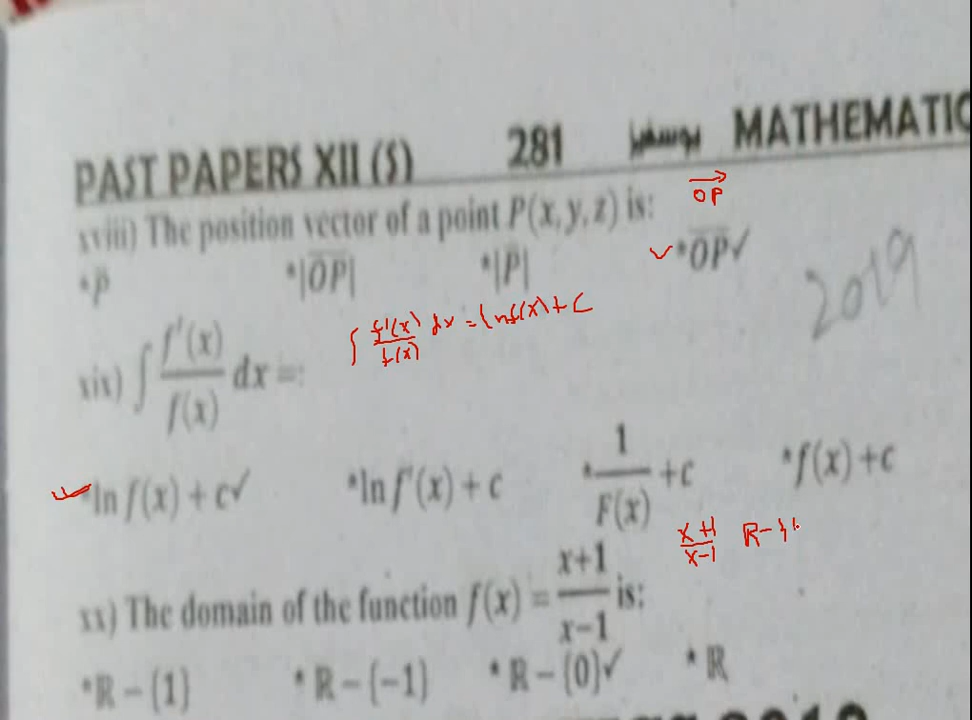 PAST PAPERS XII (S) 281 MATHEMATIC
xviii) The position vector of a point P(x, y, z) is: OP
*P̄ *|OP| *|P̄| ✓*OP✓
2019
xix) ∫ f'(x)/f(x) dx =: ∫ f'(x)/f(x) dx = ln f(x) + C
✓*ln f(x) + c✓ *ln f'(x) + c *1/F(x) + c *f(x) + c
x+1/x-1 R-{1
xx) The domain of the function f(x) = x+1/x-1 is:
*R – (1) *R – (-1) *R – (0)✓ *R